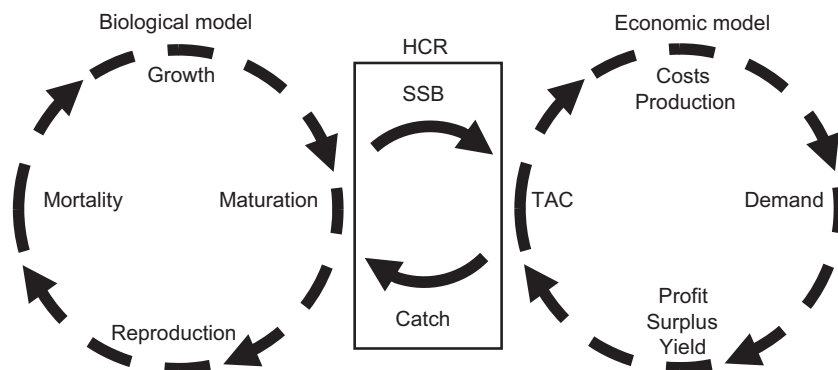 Biological model
Growth
Mortality
Maturation
Reproduction
HCR
SSB
Catch
Economic model
Costs
Production
TAC
Demand
Profit
Surplus
Yield